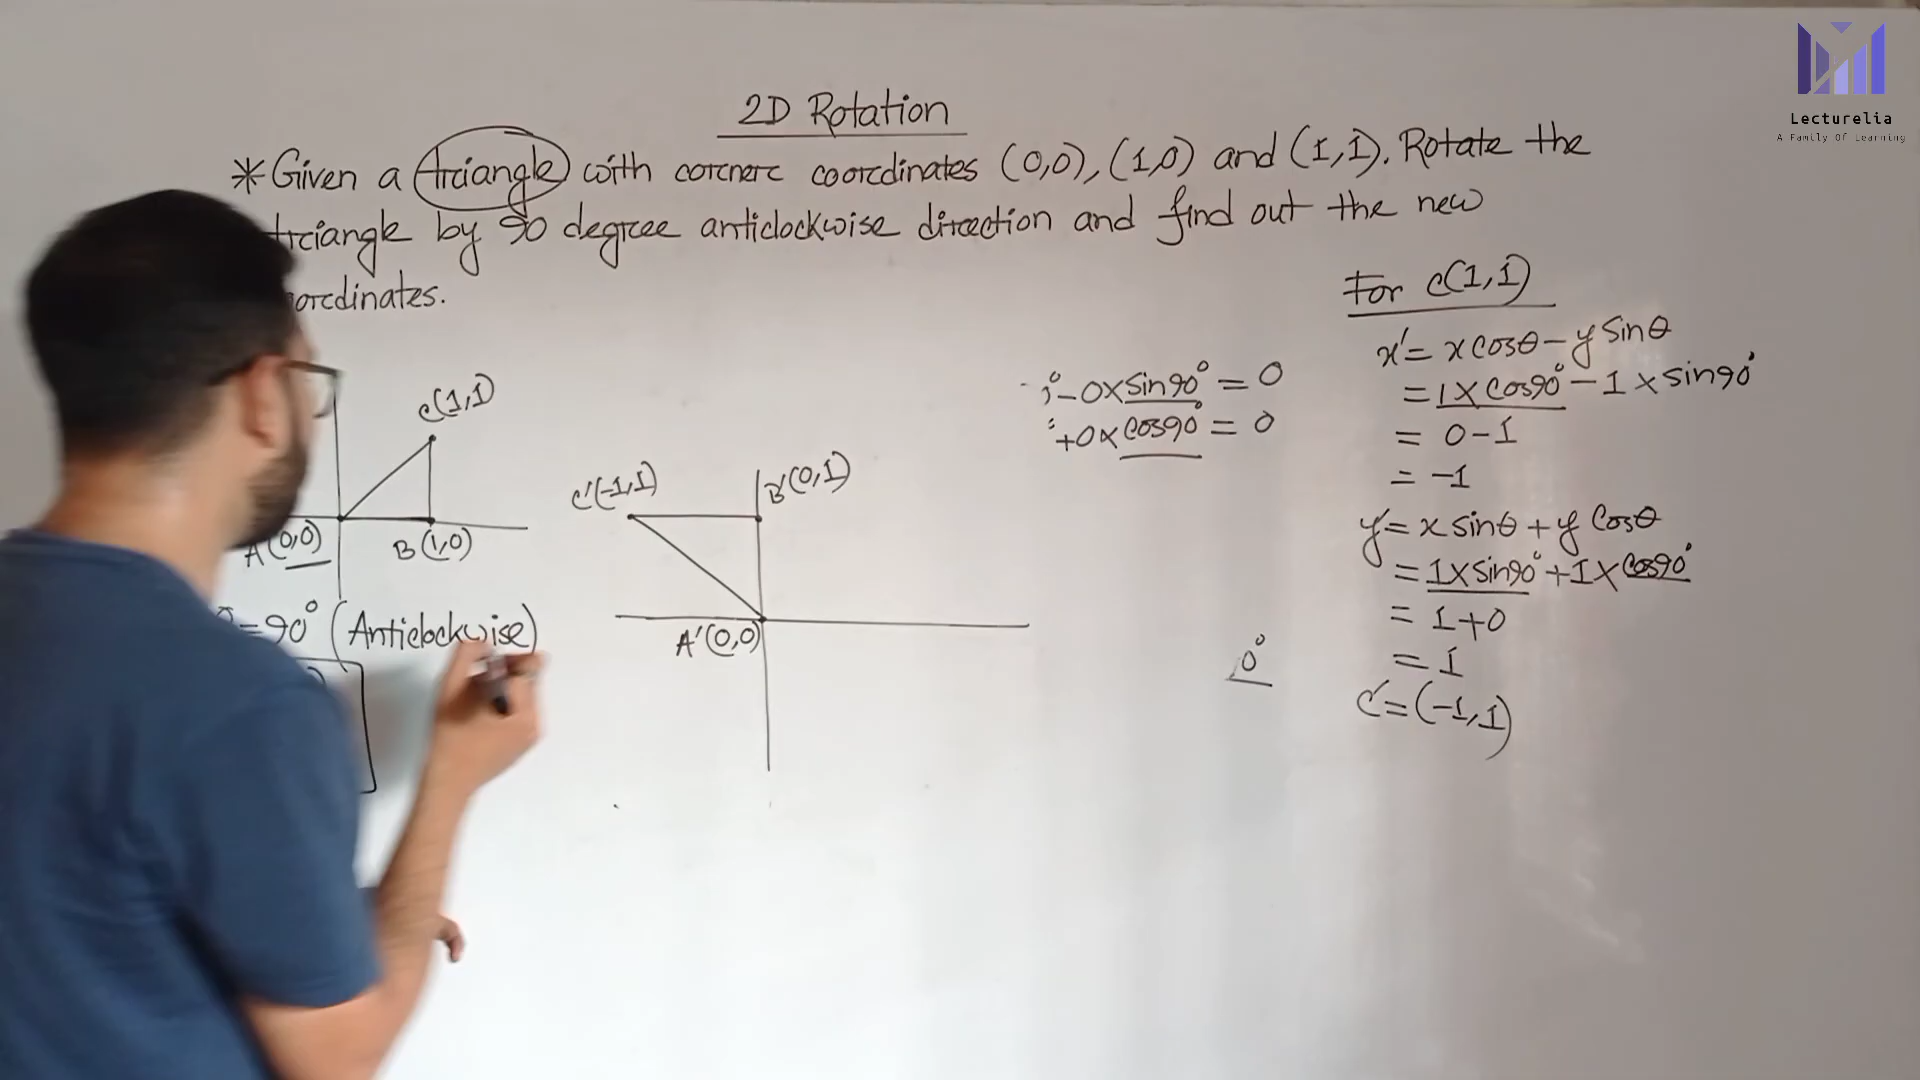 Lecturelia
A Family Of Learning
2D Rotation
*Given a triangle with corner coordinates (0,0), (1,0) and (1,1). Rotate the
triangle by 90 degree anticlockwise direction and find out the new
ordinates.
C(1,1)
A(0,0)
B(1,0)
=90° (Anticlockwise)
C'(-1,1)
B'(0,1)
A'(0,0)
-0×sin90° = 0
+0×cos90° = 0
0°
For C(1,1)
x'= x cosθ - y sinθ
= 1 × cos90° - 1 × sin90°
= 0-1
= -1
y'= x sinθ + y cosθ
= 1×sin90° + 1×cos90°
= 1+0
= 1
C'=(-1,1)